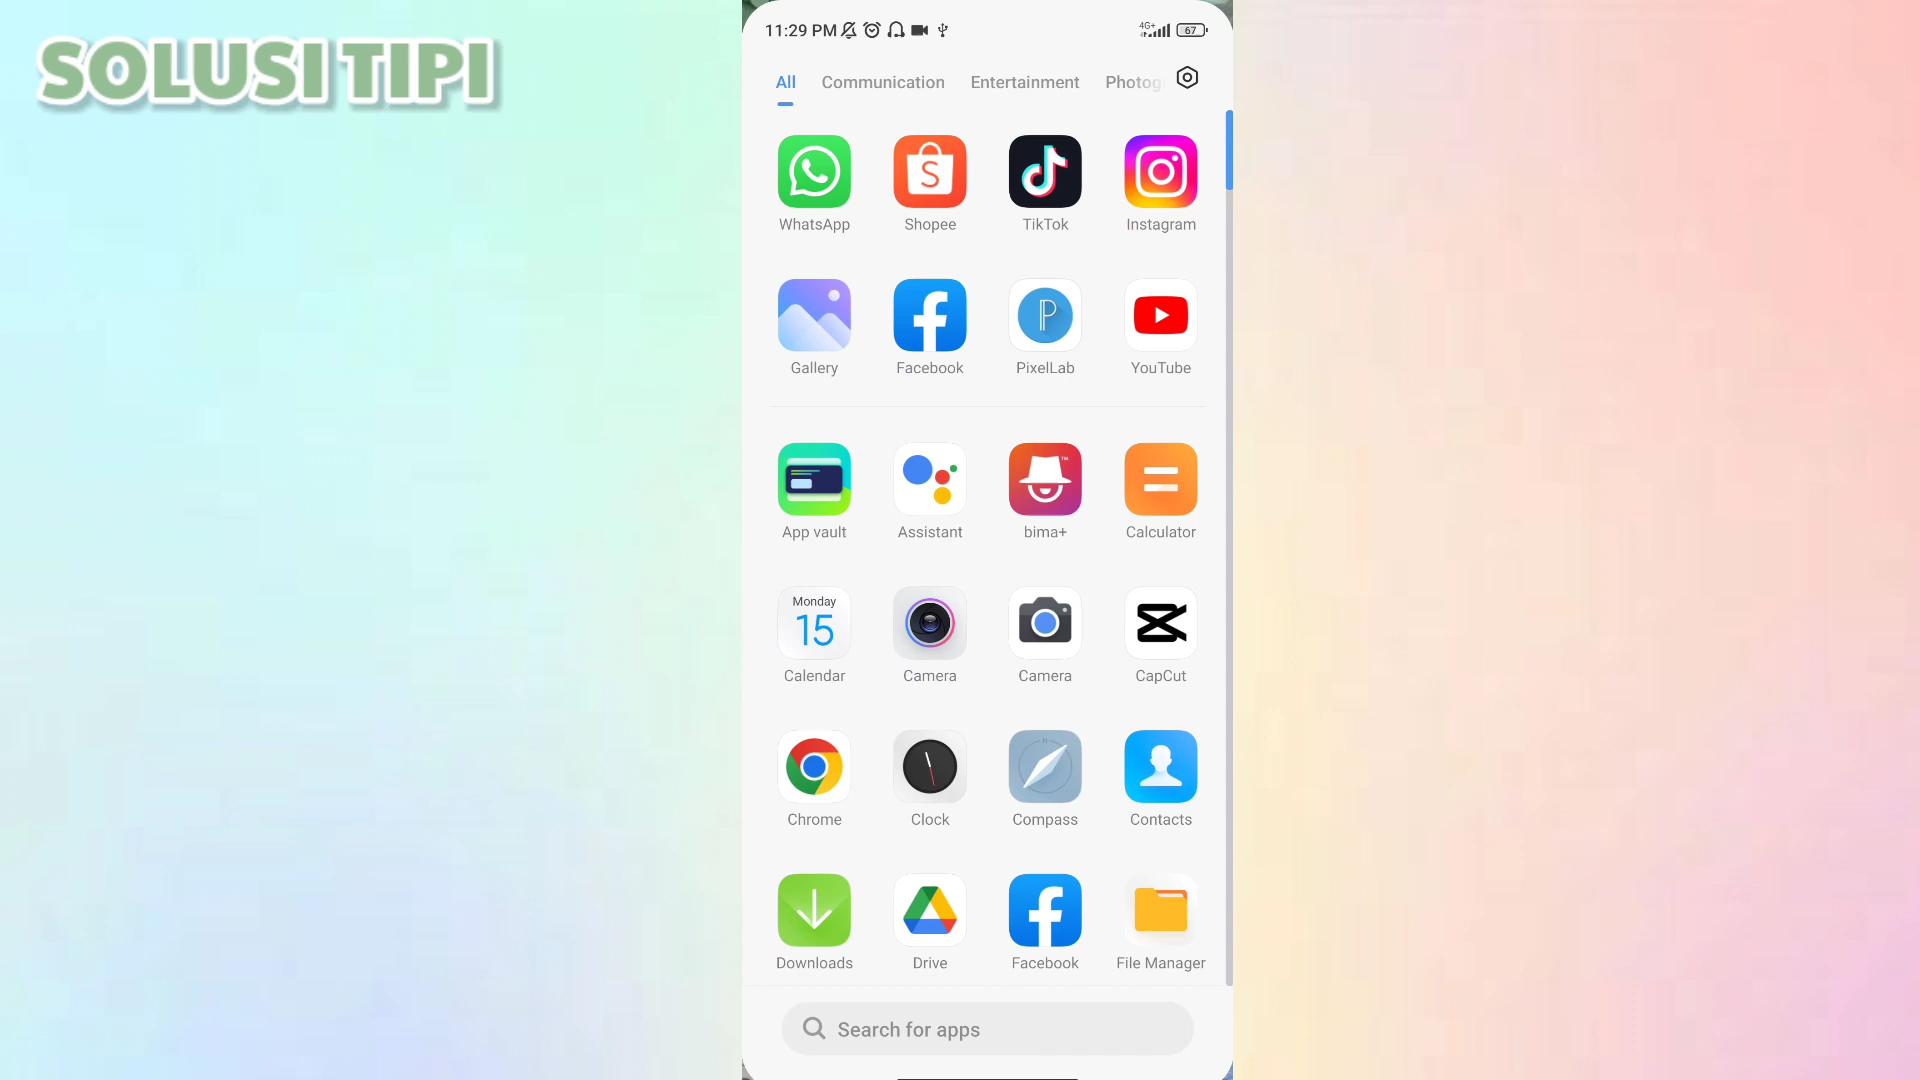 SOLUSI TIPI
11:29 PM
4G+
67
All Communication Entertainment Photog
WhatsApp Shopee TikTok Instagram
Gallery Facebook PixelLab YouTube
App vault Assistant bima+ Calculator
Monday
15
Calendar Camera Camera CapCut
Chrome Clock Compass Contacts
Downloads Drive Facebook File Manager
Search for apps